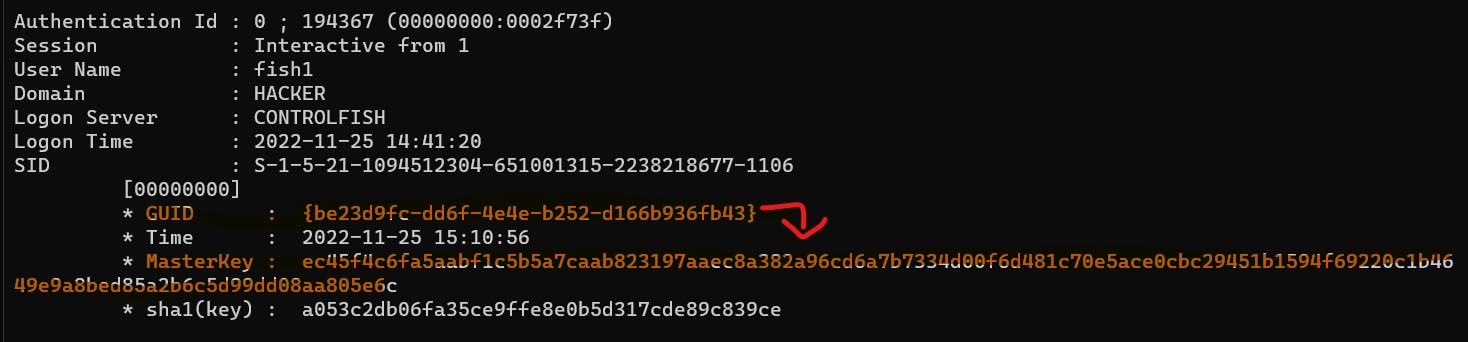 Authentication Id : 0 ; 194367 (00000000:0002f73f)
Session           : Interactive from 1
User Name         : fish1
Domain            : HACKER
Logon Server      : CONTROLFISH
Logon Time        : 2022-11-25 14:41:20
SID               : S-1-5-21-1094512304-651001315-2238218677-1106
[00000000]
* GUID      :  {be23d9fc-dd6f-4e4e-b252-d166b936fb43}
* Time      :  2022-11-25 15:10:56
* MasterKey :  ec45f4c6fa5aabf1c5b5a7caab823197aaec8a382a96cd6a7b7334d00f6d481c70e5ace0cbc29451b1594f69220c1b46
49e9a8bed85a2b6c5d99dd08aa805e6c
* sha1(key) :  a053c2db06fa35ce9ffe8e0b5d317cde89c839ce